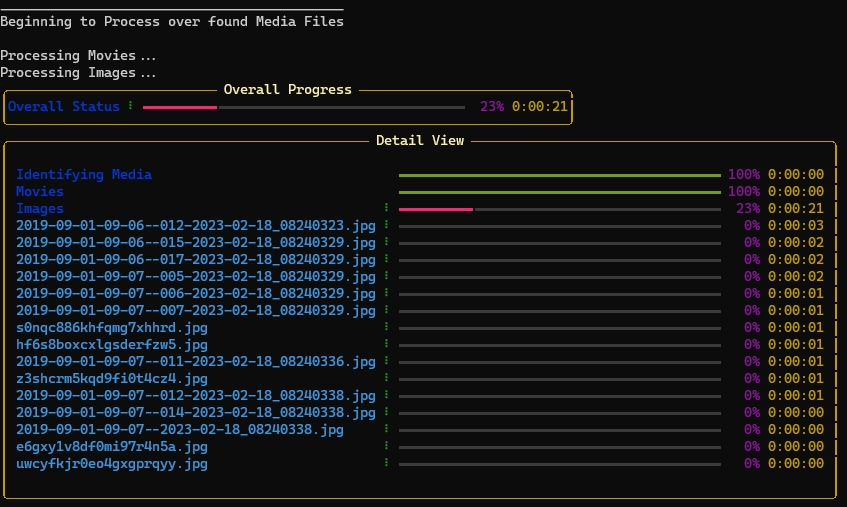 Beginning to Process over found Media Files
Processing Movies...
Processing Images...
Overall Progress
Overall Status 23% 0:00:21
Detail View
Identifying Media 100% 0:00:00
Movies 100% 0:00:00
Images 23% 0:00:21
2019-09-01-09-06--012-2023-02-18_08240323.jpg 0% 0:00:03
2019-09-01-09-06--015-2023-02-18_08240329.jpg 0% 0:00:02
2019-09-01-09-06--017-2023-02-18_08240329.jpg 0% 0:00:02
2019-09-01-09-07--005-2023-02-18_08240329.jpg 0% 0:00:02
2019-09-01-09-07--006-2023-02-18_08240329.jpg 0% 0:00:01
2019-09-01-09-07--007-2023-02-18_08240329.jpg 0% 0:00:01
s0nqc886khfqmg7xhhrd.jpg 0% 0:00:01
hf6s8boxcxlgsderfzw5.jpg 0% 0:00:01
2019-09-01-09-07--011-2023-02-18_08240336.jpg 0% 0:00:01
z3shcrm5kqd9fi0t4cz4.jpg 0% 0:00:01
2019-09-01-09-07--012-2023-02-18_08240338.jpg 0% 0:00:01
2019-09-01-09-07--014-2023-02-18_08240338.jpg 0% 0:00:00
2019-09-01-09-07--2023-02-18_08240338.jpg 0% 0:00:00
e6gxy1v8df0mi97r4n5a.jpg 0% 0:00:00
uwcyfkjr0eo4gxgprqyy.jpg 0% 0:00:00